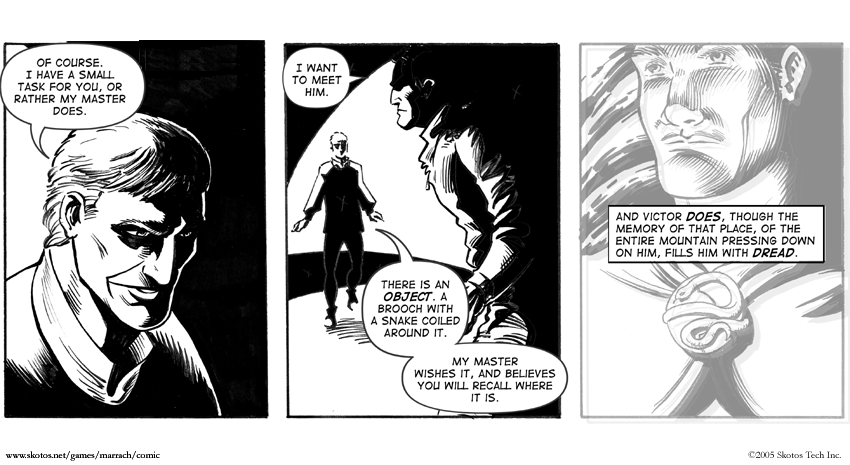 OF COURSE.
I HAVE A SMALL
TASK FOR YOU, OR
RATHER MY MASTER
DOES.
I WANT
TO MEET
HIM.
THERE IS AN
OBJECT. A
BROOCH WITH
A SNAKE COILED
AROUND IT.
MY MASTER
WISHES IT, AND BELIEVES
YOU WILL RECALL WHERE
IT IS.
AND VICTOR DOES, THOUGH THE
MEMORY OF THAT PLACE, OF THE
ENTIRE MOUNTAIN PRESSING DOWN
ON HIM, FILLS HIM WITH DREAD.
www.skotos.net/games/marrach/comic
©2005 Skotos Tech Inc.